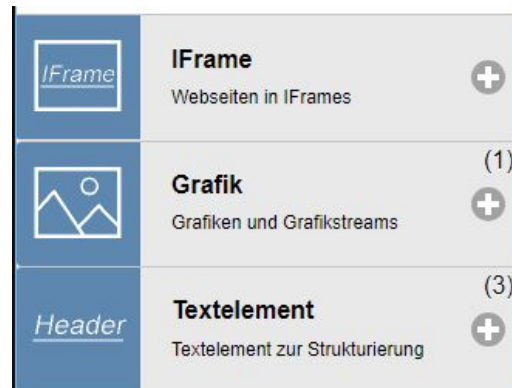 IFrame
IFrame
Webseiten in IFrames
(1)
Grafik
Grafiken und Grafikstreams
(3)
Header
Textelement
Textelement zur Strukturierung